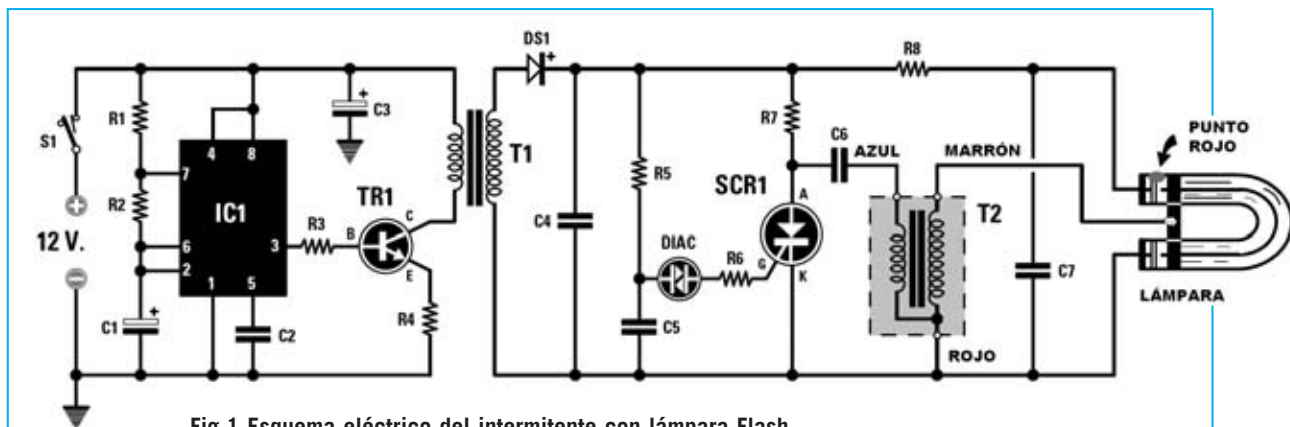 DS1
R8
R1
C3
R7
C6
PUNTO
ROJO
S1
4 8
AZUL
MARRÓN
7
T1
R5
SCR1
A
R2
TR1
IC1
C
C4
T2
12 V.
6
3
R3
B
DIAC
R6
G
K
C7
2
E
LÁMPARA
1 5
C1
C2
R4
C5
ROJO
Fig.1 Esquema eléctrico del intermitente con lámpara Flash